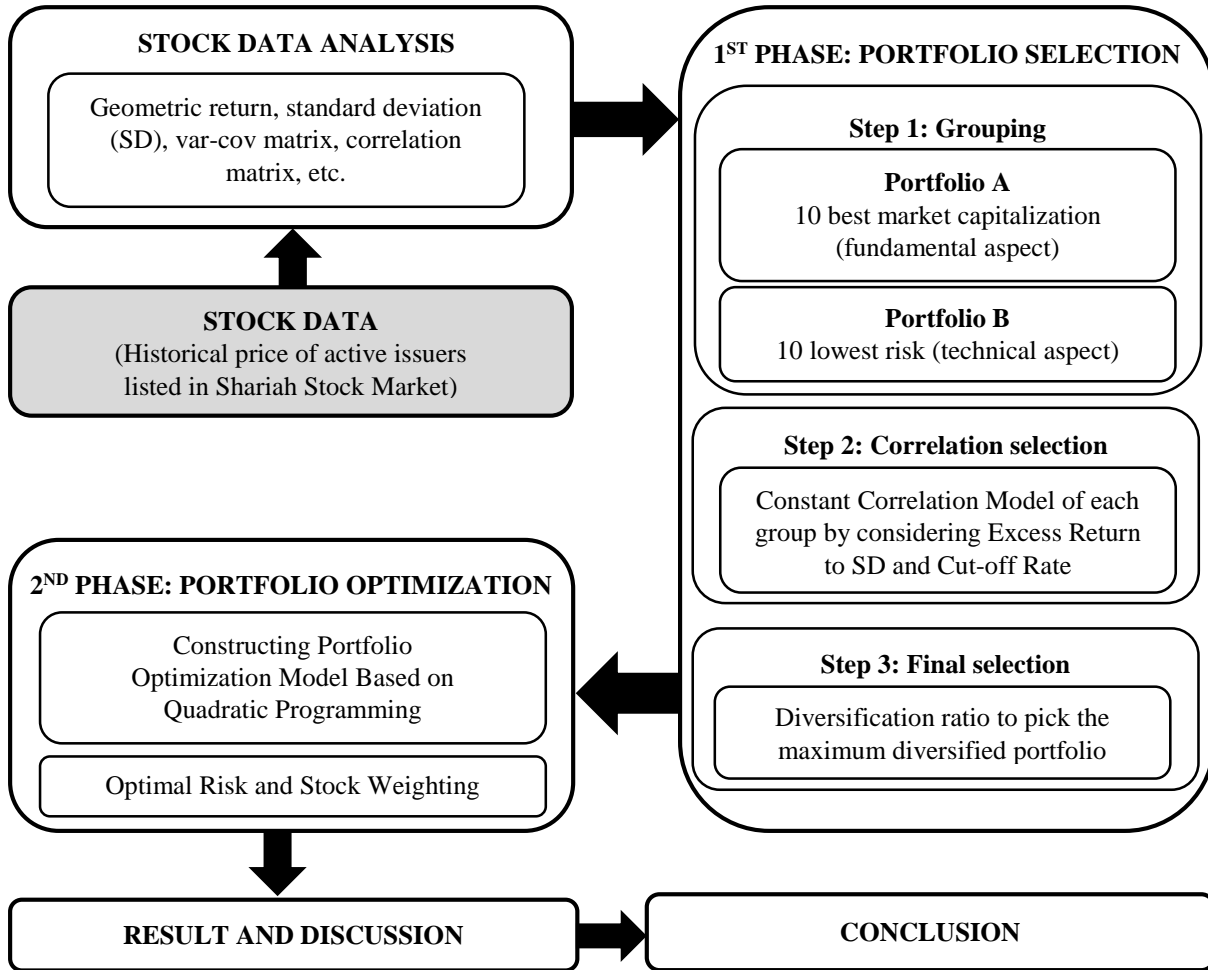 STOCK DATA ANALYSIS
Geometric return, standard deviation
(SD), var-cov matrix, correlation
matrix, etc.
STOCK DATA
(Historical price of active issuers
listed in Shariah Stock Market)
1ST PHASE: PORTFOLIO SELECTION
Step 1: Grouping
Portfolio A
10 best market capitalization
(fundamental aspect)
Portfolio B
10 lowest risk (technical aspect)
Step 2: Correlation selection
Constant Correlation Model of each
group by considering Excess Return
to SD and Cut-off Rate
Step 3: Final selection
Diversification ratio to pick the
maximum diversified portfolio
2ND PHASE: PORTFOLIO OPTIMIZATION
Constructing Portfolio
Optimization Model Based on
Quadratic Programming
Optimal Risk and Stock Weighting
RESULT AND DISCUSSION
CONCLUSION